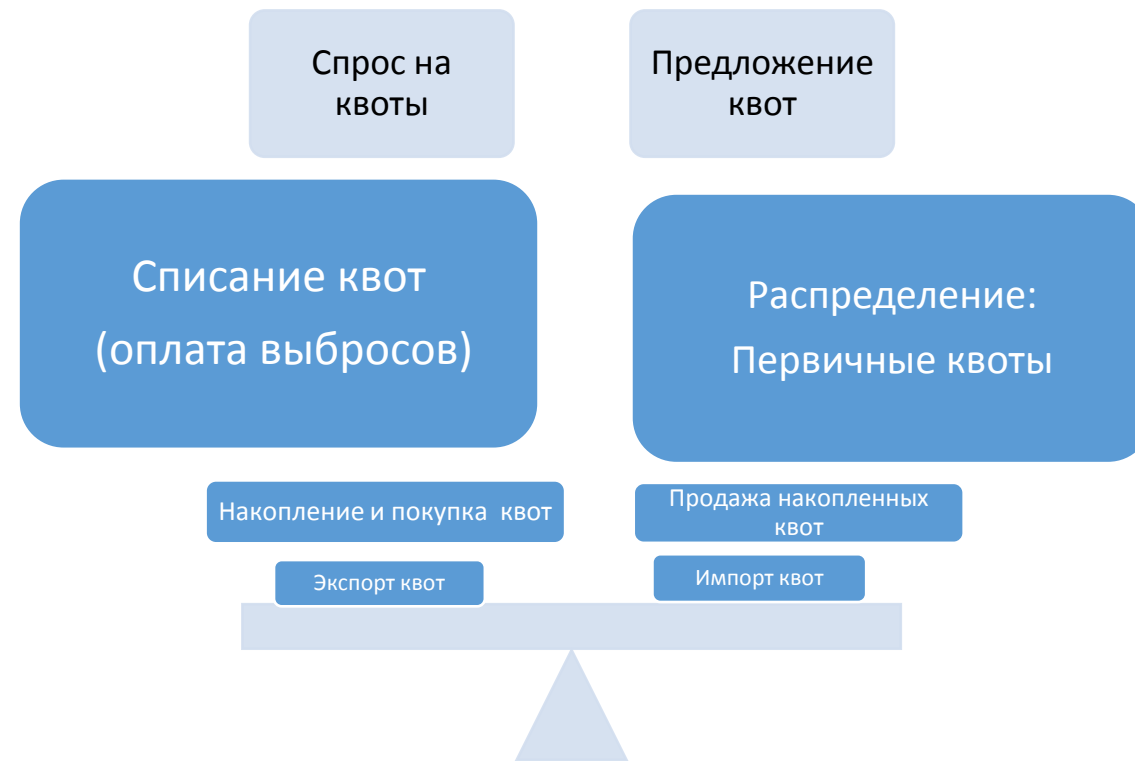 Спрос на
квоты
Предложение
квот
Списание квот
(оплата выбросов)
Распределение:
Первичные квоты
Накопление и покупка квот
Продажа накопленных
квот
Экспорт квот
Импорт квот